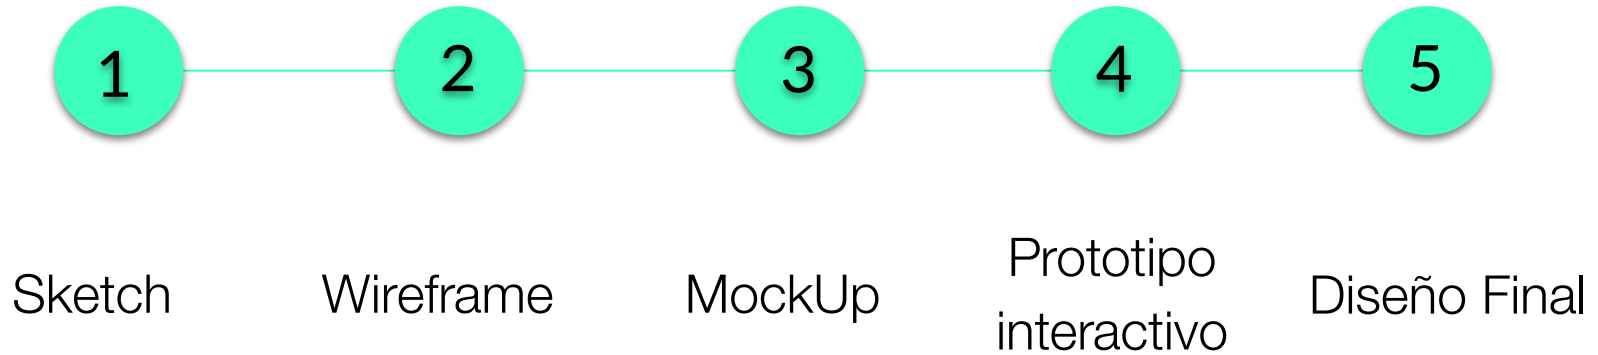 1
2
3
4
5
Sketch
Wireframe
MockUp
Prototipo
interactivo
Diseño Final